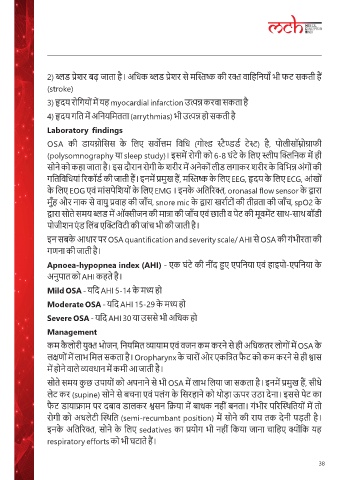 mch
2) ब्लड प्रेशर बढ़ जाता है। अधिक ब्लड प्रेशर से मस्तिष्क की रक्त वाहिनियाँ भी फट सकती हैं
(stroke)
3) हृदय रोगियों में यह myocardial infarction उत्पन्न करवा सकता है
4) हृदय गति में अनियमितता (arrythmias) भी उत्पन्न हो सकती है
Laboratory findings
OSA की डायग्नोसिस के लिए सर्वोत्तम विधि (गोल्ड स्टैण्डर्ड टेस्ट) है, पोलीसोम्नोग्राफी
(polysomnography या sleep study)। इसमें रोगी को 6-8 घंटे के लिए स्लीप क्लिनिक में ही
सोने को कहा जाता है। इस दौरान रोगी के शरीर में अनेकों लीड लगाकर शरीर के विभिन्न अंगों की
गतिविधियां रिकॉर्ड की जाती हैं। इनमें प्रमुख हैं, मस्तिष्क के लिए EEG, हृदय के लिए ECG, आंखों
के लिए EOG एवं मांसपेशियों के लिए EMG । इनके अतिरिक्त, oronasal flow sensor के द्वारा
मुँह और नाक से वायु प्रवाह की जाँच, snore mic के द्वारा खर्राटों की तीव्रता की जाँच, spO2 के
द्वारा सोते समय ब्लड में ऑक्सीजन की मात्रा की जाँच एवं छाती व पेट की मूवमेंट साथ-साथ बॉडी
पोजीशन एंड लिंब एक्टिविटी की जांच भी की जाती है।
इन सबके आधार पर OSA quantification and severity scale/ AHI से OSA की गंभीरता की
गणना की जाती है।
Apnoea-hypopnea index (AHI) - एक घंटे की नींद हुए एपनिया एवं हाइपो-एपनिया के
अनुपात को AHI कहते है।
Mild OSA - यदि AHI 5-14 के मध्य हो
Moderate OSA - यदि AHI 15-29 के मध्य हो
Severe OSA - यदि AHI 30 या उससे भी अधिक हो
Management
कम कैलोरी युक्त भोजन, नियमित व्यायाम एवं वजन कम करने से ही अधिकतर लोगों में OSA के
लक्षणों में लाभ मिल सकता है। Oropharynx के चारों ओर एकत्रित फैट को कम करने से ही श्वास
में होने वाले व्यवधान में कमी आ जाती है।
सोते समय कुछ उपायों को अपनाने से भी OSA में लाभ लिया जा सकता है। इनमें प्रमुख हैं, सीधे
लेट कर (supine) सोने से बचना एवं पलंग के सिरहाने को थोड़ा ऊपर उठा देना। इससे पेट का
फैट डायाफ्राम पर दबाव डालकर श्वसन क्रिया में बाधक नहीं बनता। गंभीर परिस्थितियों में तो
रोगी को अधलेटी स्थिति (semi-recumbant position) में सोने की राय तक देनी पड़ती है।
इनके अतिरिक्त, सोने के लिए sedatives का प्रयोग भी नहीं किया जाना चाहिए क्योंकि यह
respiratory efforts को भी घटाते हैं।
38